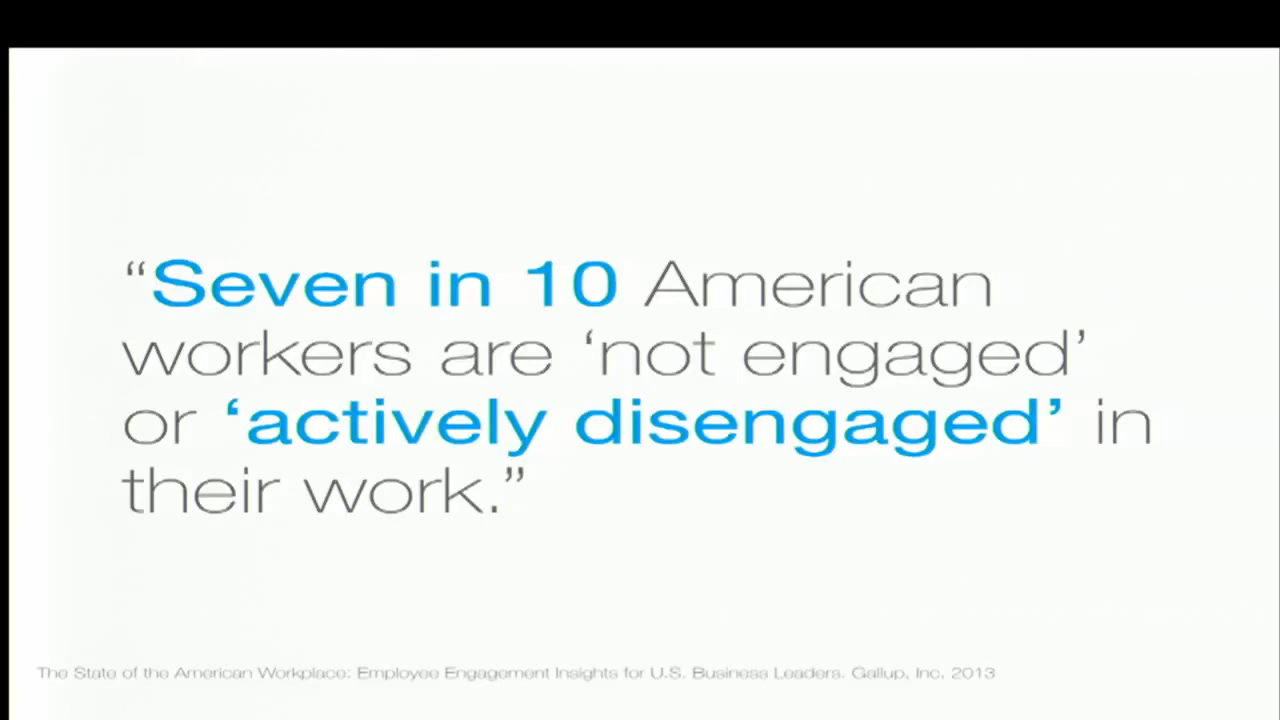 “Seven in 10 American
workers are ‘not engaged’
or ‘actively disengaged’ in
their work.”
The State of the American Workplace: Employee Engagement Insights for U.S. Business Leaders. Gallup, Inc, 2013